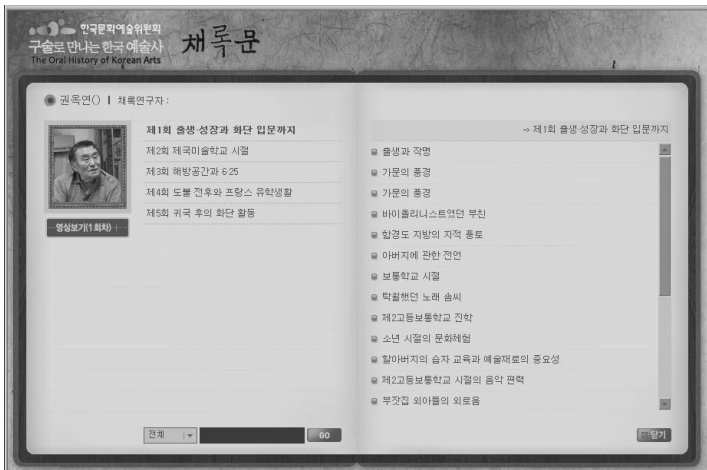 한국문화예술위원회
구술로 만나는 한국 예술사
The Oral History of Korean Arts
채록문
권옥연() | 채록연구자 :
제1회 출생·성장과 화단 입문까지
제2회 제국미술학교 시절
제3회 해방공간과 6·25
제4회 도불 전후와 프랑스 유학생활
제5회 귀국 후의 화단 활동
영상보기(1회차)
전체
GO
⇒ 제1회 출생·성장과 화단 입문까지
출생과 작명
가문의 풍경
가문의 풍경
바이올리니스트였던 부친
함경도 지방의 지적 풍토
아버지에 관한 전언
보통학교 시절
탁월했던 노래 솜씨
제2고등보통학교 진학
소년 시절의 문화체험
할아버지의 습자 교육과 예술재료의 중요성
제2고등보통학교 시절의 음악 편력
부잣집 외아들의 외로움
닫기